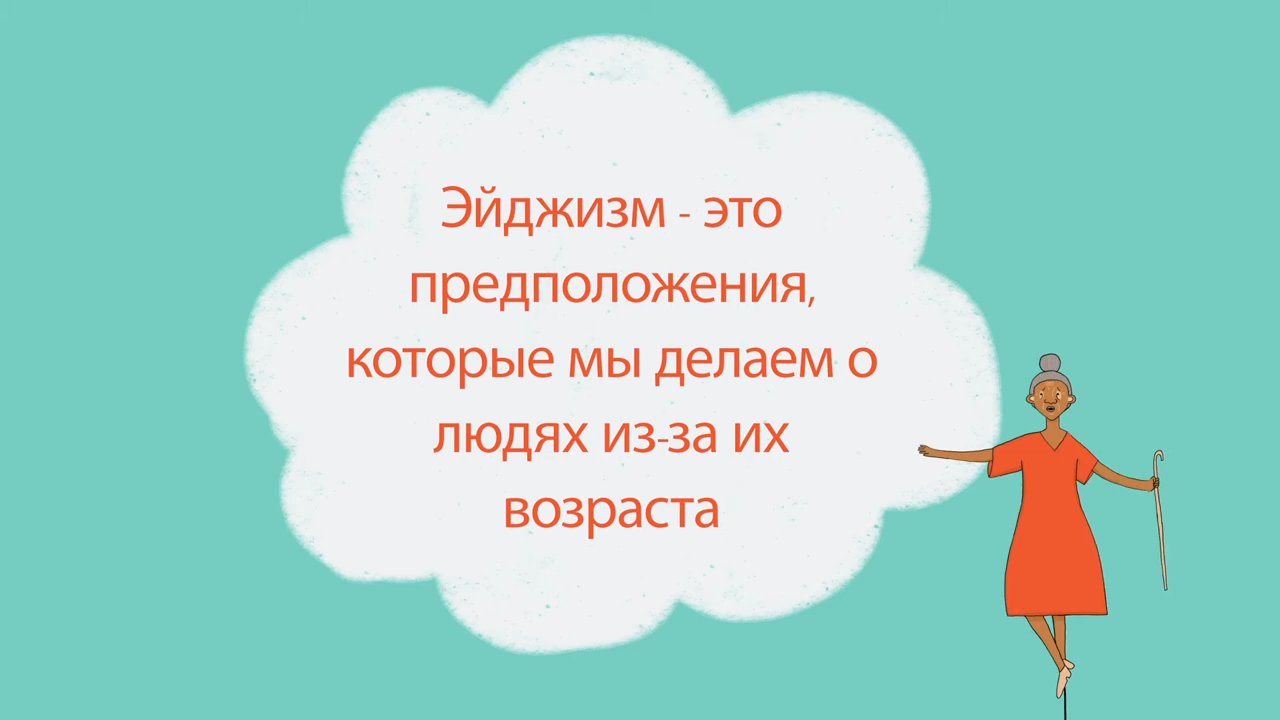 Эйджизм - это
предположения,
которые мы делаем о
людях из-за их
возраста